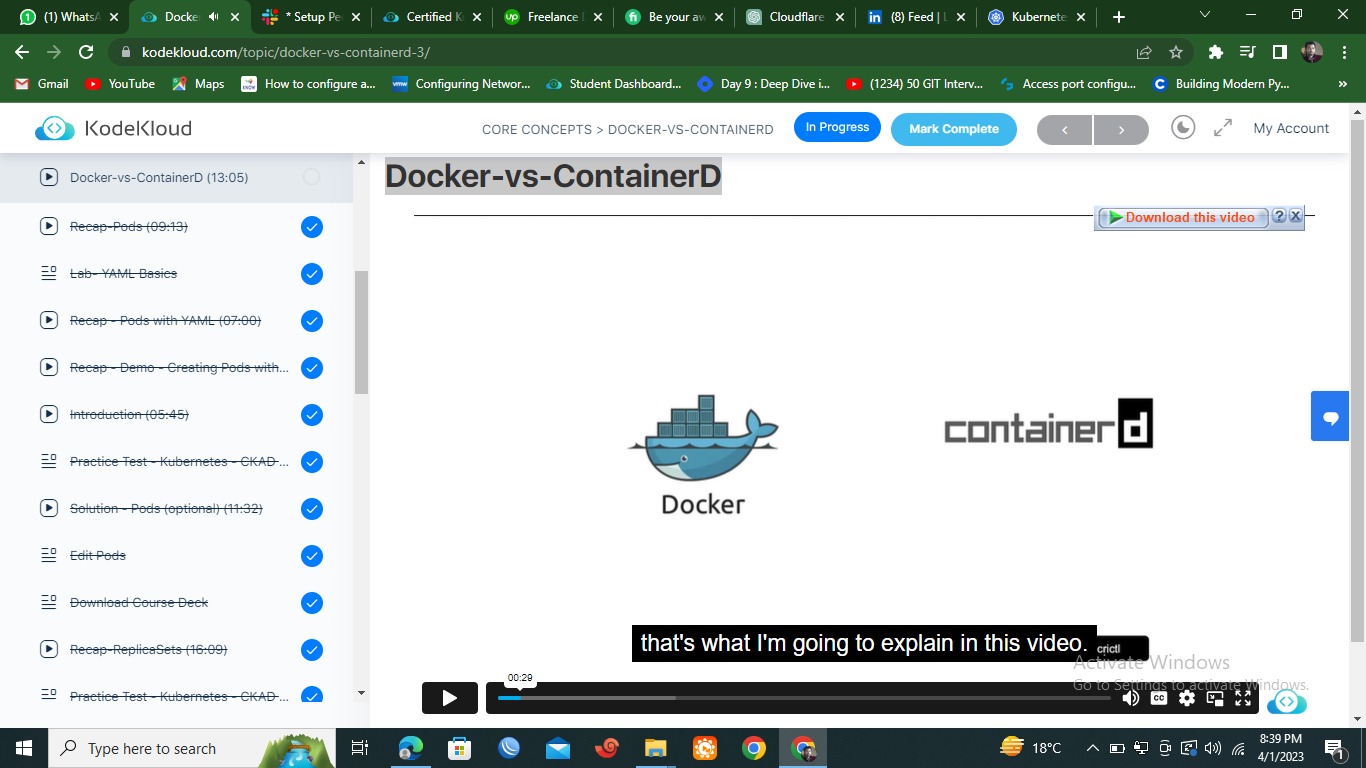 (1) WhatsA
Docke
* Setup Pe
Certified K
Freelance
Be your aw
Cloudflare
(8) Feed | L
Kubernete
kodekloud.com/topic/docker-vs-containerd-3/
Gmail
YouTube
Maps
How to configure a...
Configuring Networ...
Student Dashboard...
Day 9 : Deep Dive i...
(1234) 50 GIT Interv...
Access port configu...
Building Modern Py...
KodeKloud
CORE CONCEPTS > DOCKER-VS-CONTAINERD
In Progress
Mark Complete
My Account
Docker-vs-ContainerD (13:05)
Recap-Pods (09:13)
Lab- YAML Basics
Recap - Pods with YAML (07:00)
Recap - Demo - Creating Pods with...
Introduction (05:45)
Practice Test - Kubernetes - CKAD ...
Solution - Pods (optional) (11:32)
Edit Pods
Download Course Deck
Recap-ReplicaSets (16:09)
Practice Test - Kubernetes - CKAD ...
Docker-vs-ContainerD
Download this video
?
Docker
containerd
that's what I'm going to explain in this video.
crictl
Activate Windows
Go to Settings to activate Windows.
00:29
CC
Type here to search
18°C
8:39 PM
4/1/2023
1